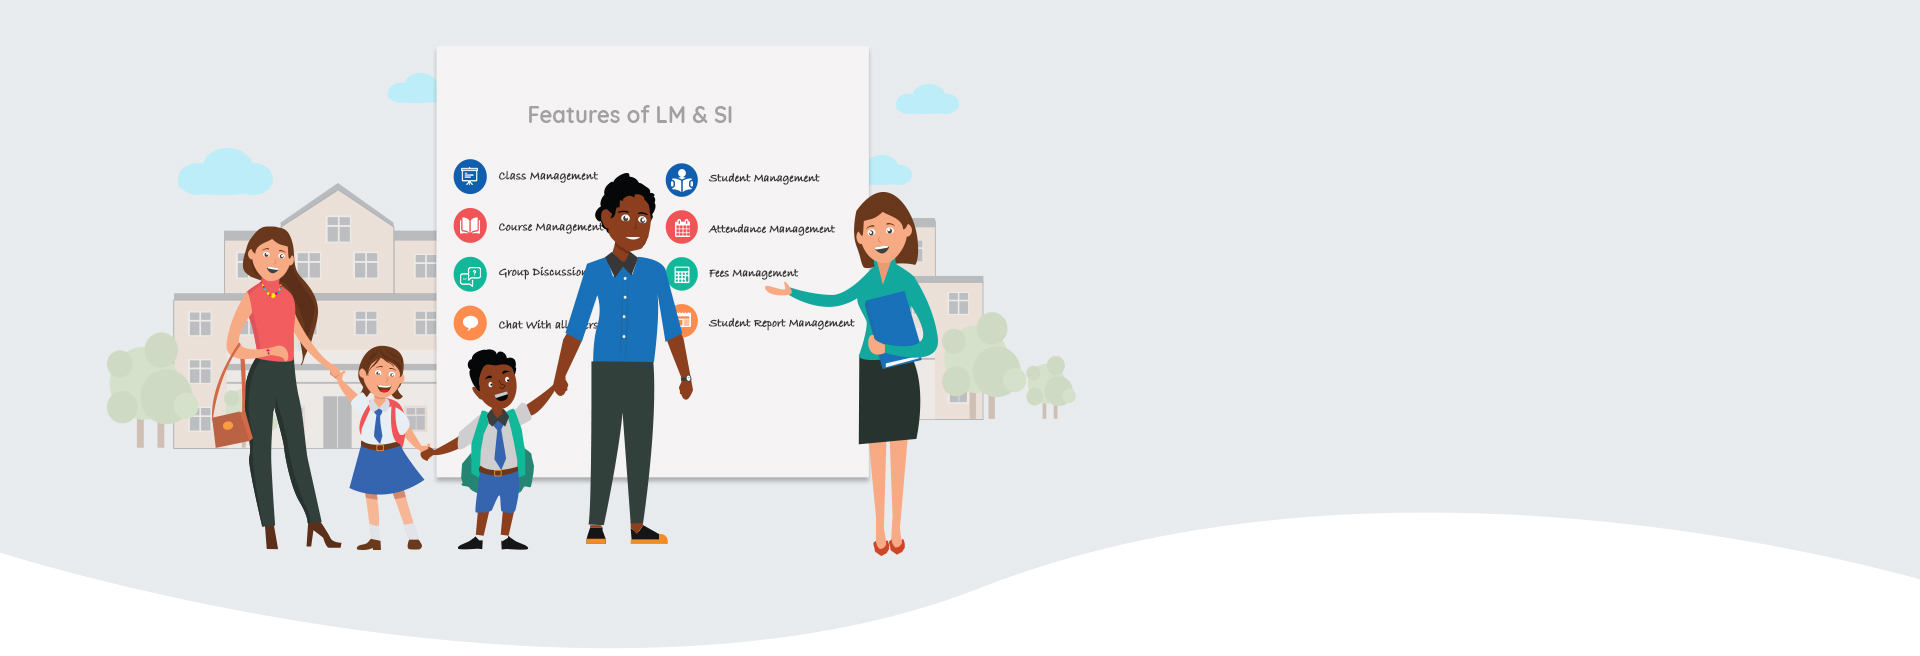 Features of LM & SI
Class Management
Student Management
Course Management
Attendance Management
Group Discussion
Fees Management
Chat With all
Student Report Management